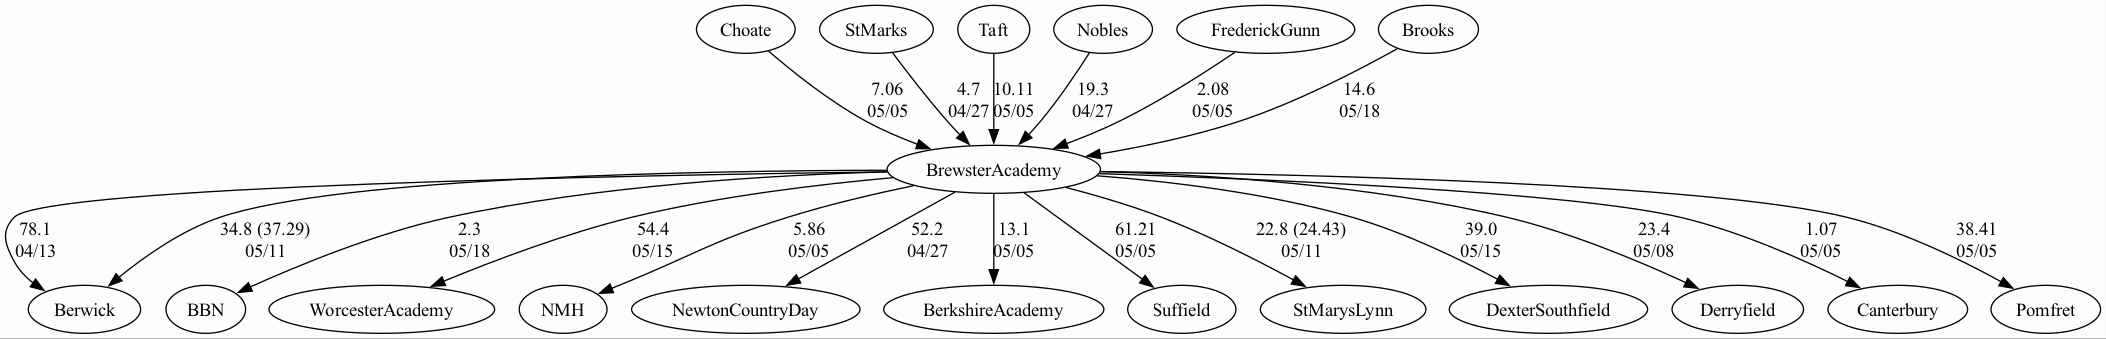 Choate
StMarks
Taft
Nobles
FrederickGunn
Brooks
7.06
05/05
4.7
04/27
10.11
05/05
19.3
04/27
2.08
05/05
14.6
05/18
BrewsterAcademy
78.1
04/13
34.8 (37.29)
05/11
2.3
05/18
54.4
05/15
5.86
05/05
52.2
04/27
13.1
05/05
61.21
05/05
22.8 (24.43)
05/11
39.0
05/15
23.4
05/08
1.07
05/05
38.41
05/05
Berwick
BBN
WorcesterAcademy
NMH
NewtonCountryDay
BerkshireAcademy
Suffield
StMarysLynn
DexterSouthfield
Derryfield
Canterbury
Pomfret